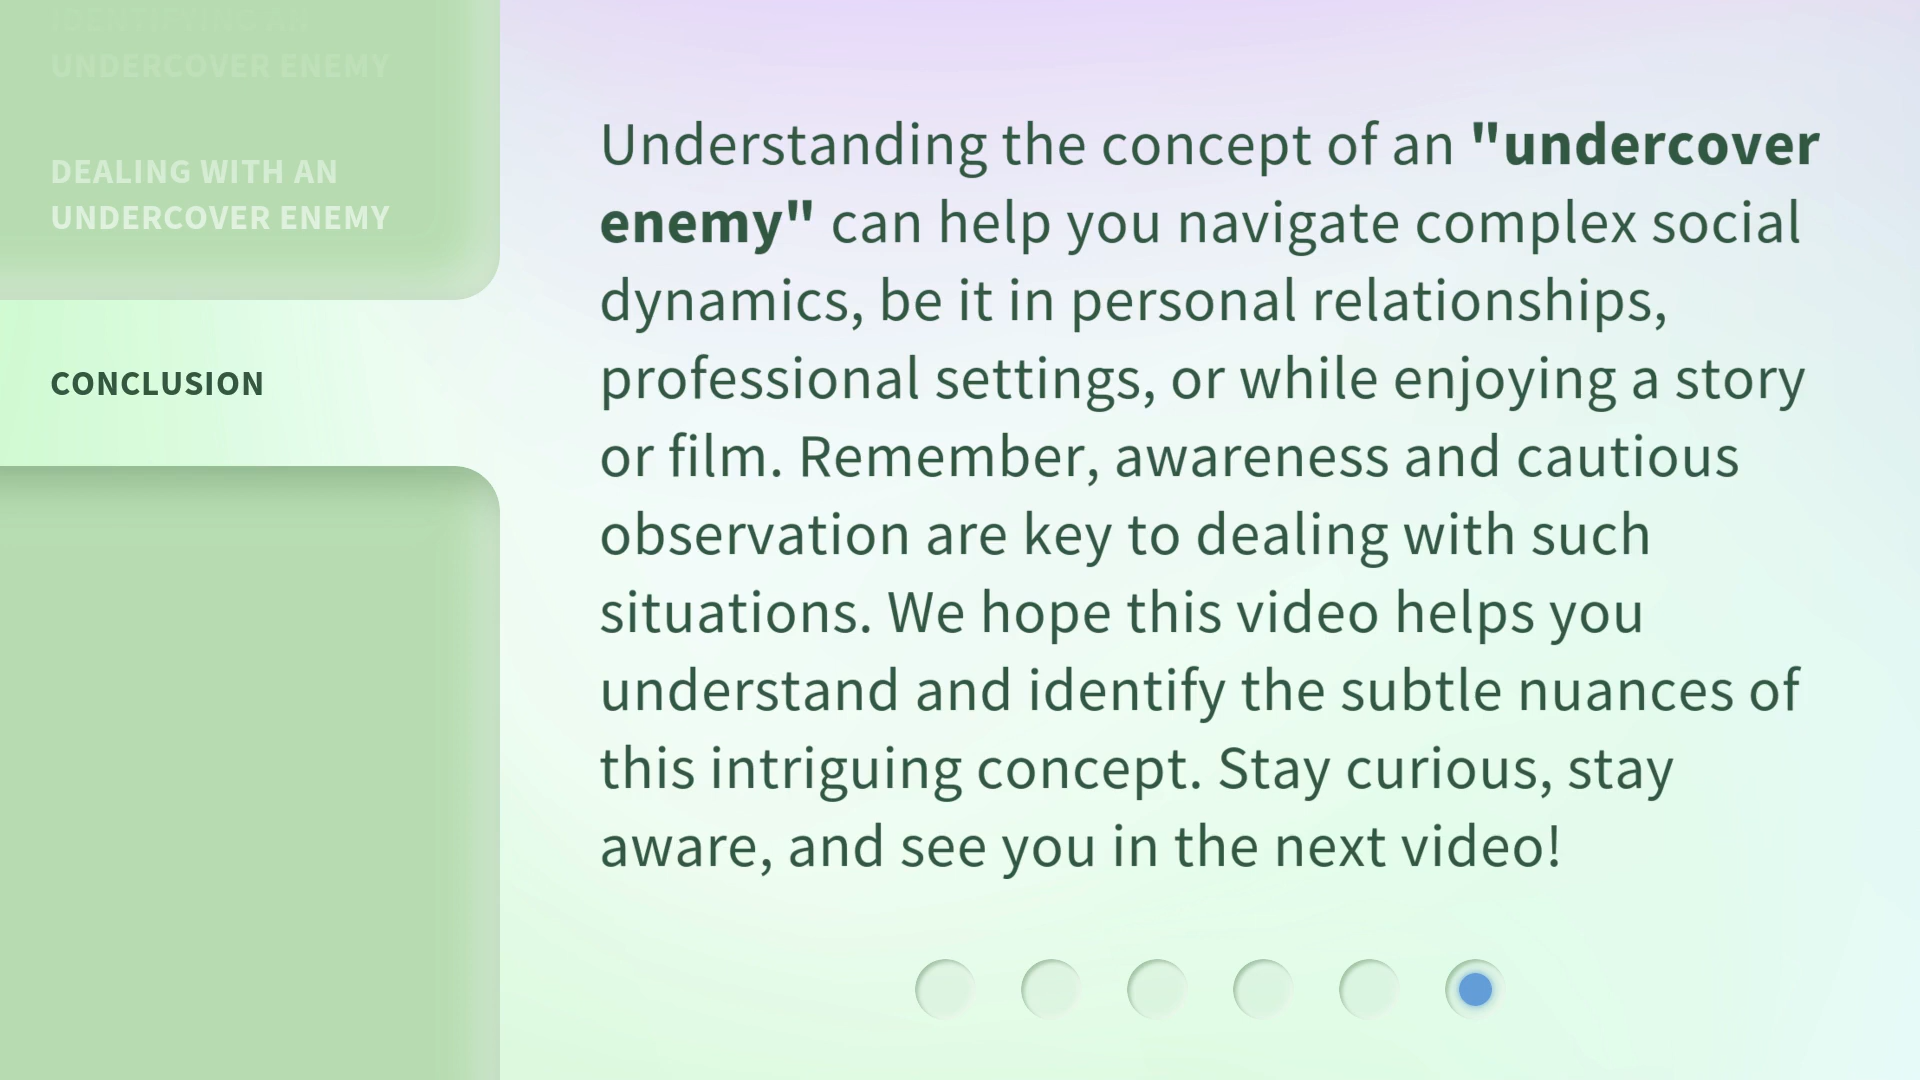 IDENTIFYING AN
UNDERCOVER ENEMY
DEALING WITH AN
UNDERCOVER ENEMY
CONCLUSION
Understanding the concept of an "undercover
enemy" can help you navigate complex social
dynamics, be it in personal relationships,
professional settings, or while enjoying a story
or film. Remember, awareness and cautious
observation are key to dealing with such
situations. We hope this video helps you
understand and identify the subtle nuances of
this intriguing concept. Stay curious, stay
aware, and see you in the next video!